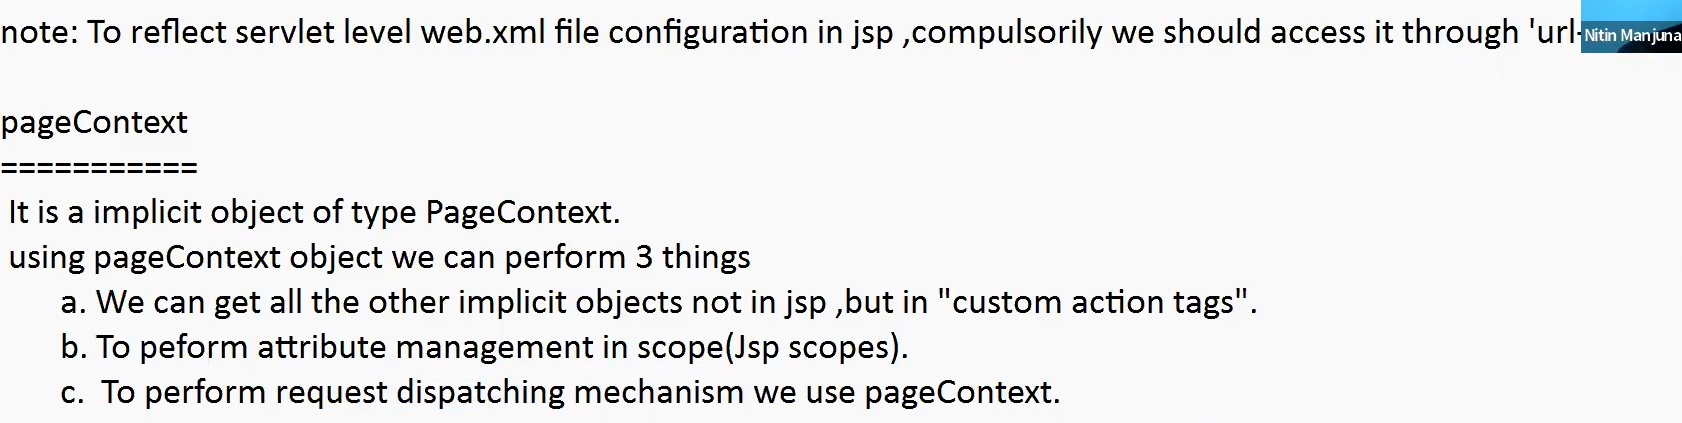 note: To reflect servlet level web.xml file configuration in jsp ,compulsorily we should access it through 'url-
Nitin Manjuna
pageContext
===========
It is a implicit object of type PageContext.
using pageContext object we can perform 3 things
a. We can get all the other implicit objects not in jsp ,but in "custom action tags".
b. To peform attribute management in scope(Jsp scopes).
c. To perform request dispatching mechanism we use pageContext.